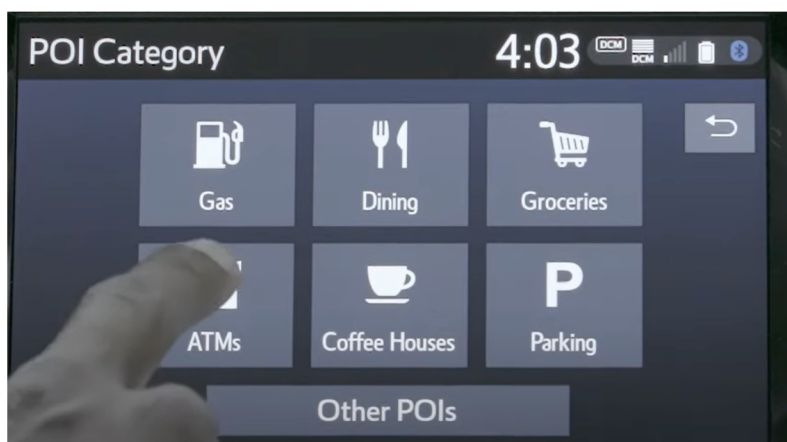 POI Category
4:03
DCM
DCM
Gas
Dining
Groceries
ATMs
Coffee Houses
P
Parking
Other POIs